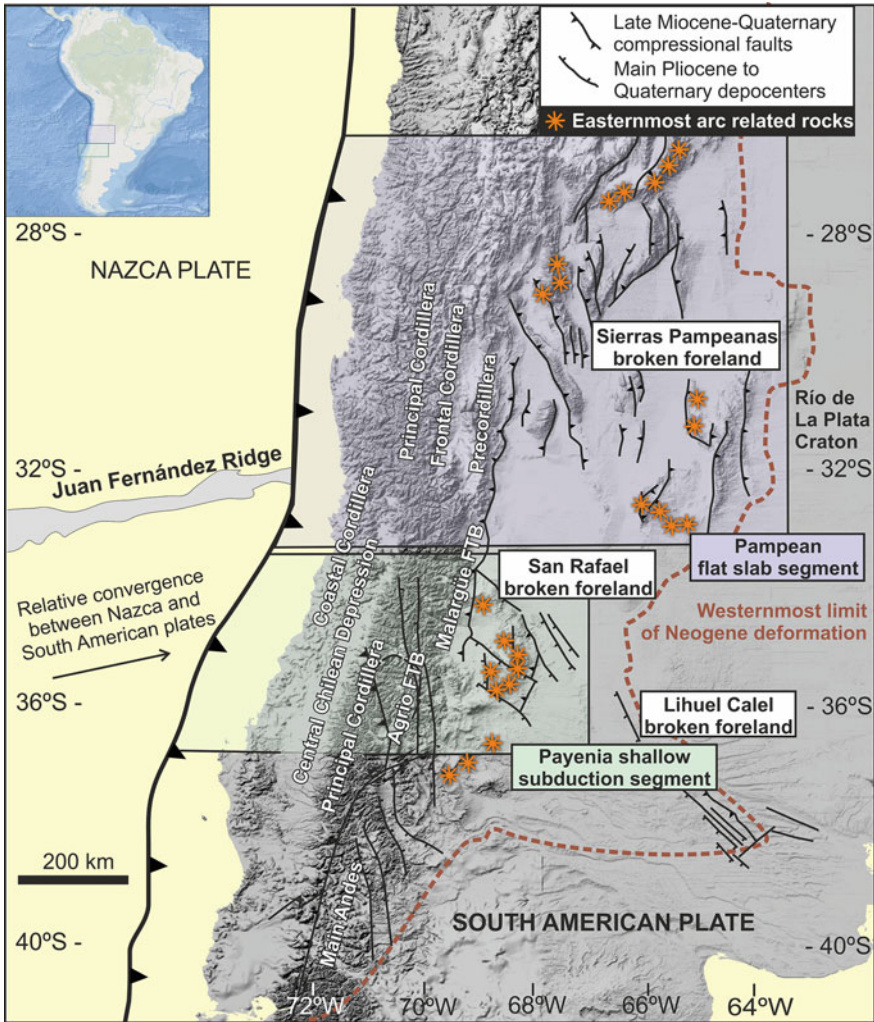 Late Miocene-Quaternary
compressional faults
Main Pliocene to
Quaternary depocenters
Easternmost arc related rocks
28ºS -
- 28ºS
NAZCA PLATE
Principal Cordillera
Frontal Cordillera
Precordillera
Sierras Pampeanas
broken foreland
Río de
La Plata
Craton
32ºS -
- 32ºS
Juan Fernández Ridge
Coastal Cordillera
Central Chilean Depression
Principal Cordillera
Agrio FTB
Malargüe FTB
San Rafael
broken foreland
Pampean
flat slab segment
Relative convergence
between Nazca and
South American plates
Westernmost limit
of Neogene deformation
36ºS -
- 36ºS
Lihuel Calel
broken foreland
Payenia shallow
subduction segment
200 km
Main Andes
SOUTH AMERICAN PLATE
40ºS -
- 40ºS
72ºW
70ºW
68ºW
66ºW
64ºW